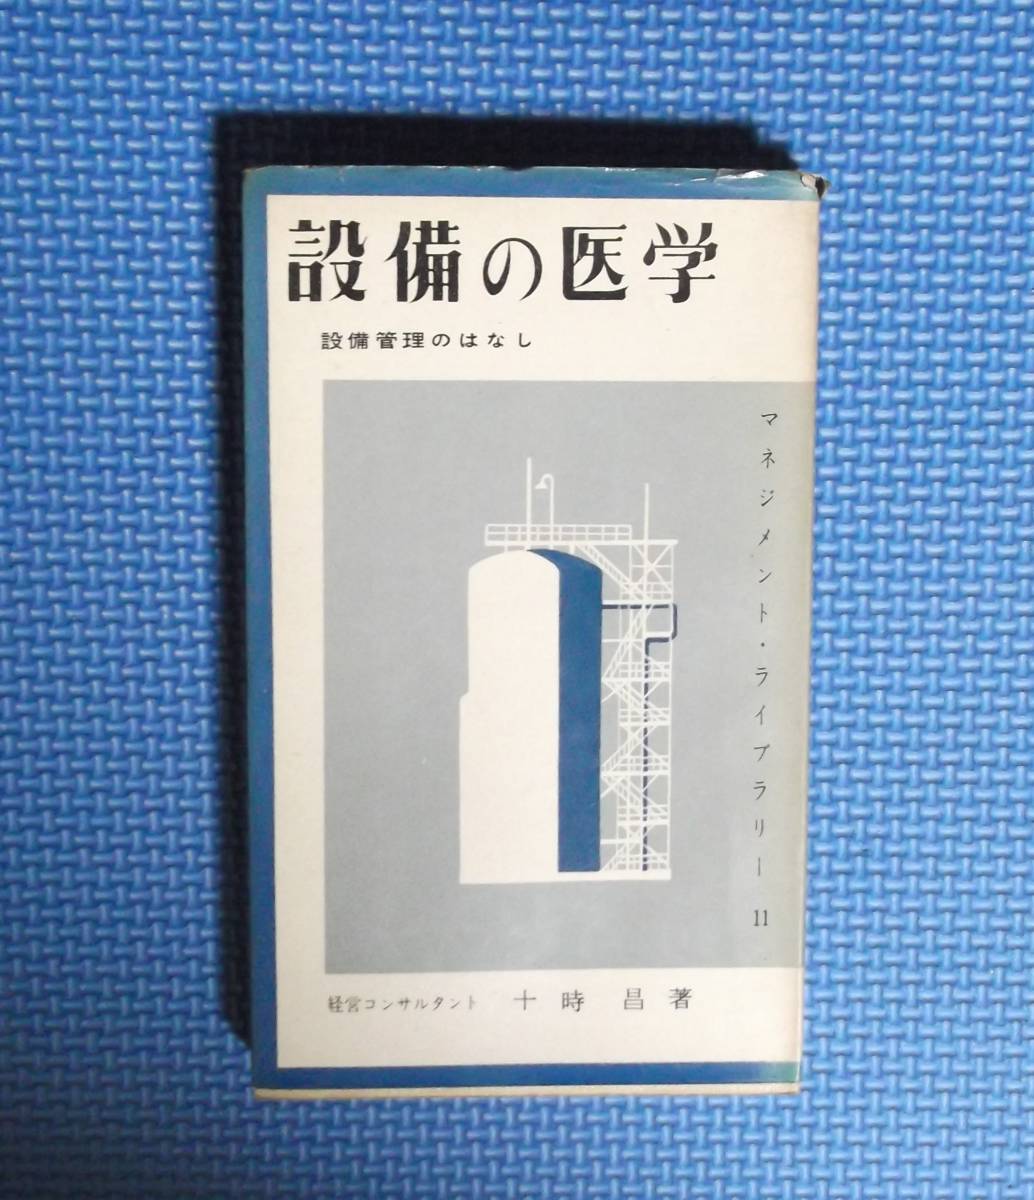 設備の医学
設備管理のはなし
マネジメント・ライブラリー 11
経営コンサルタント 十時 昌 著